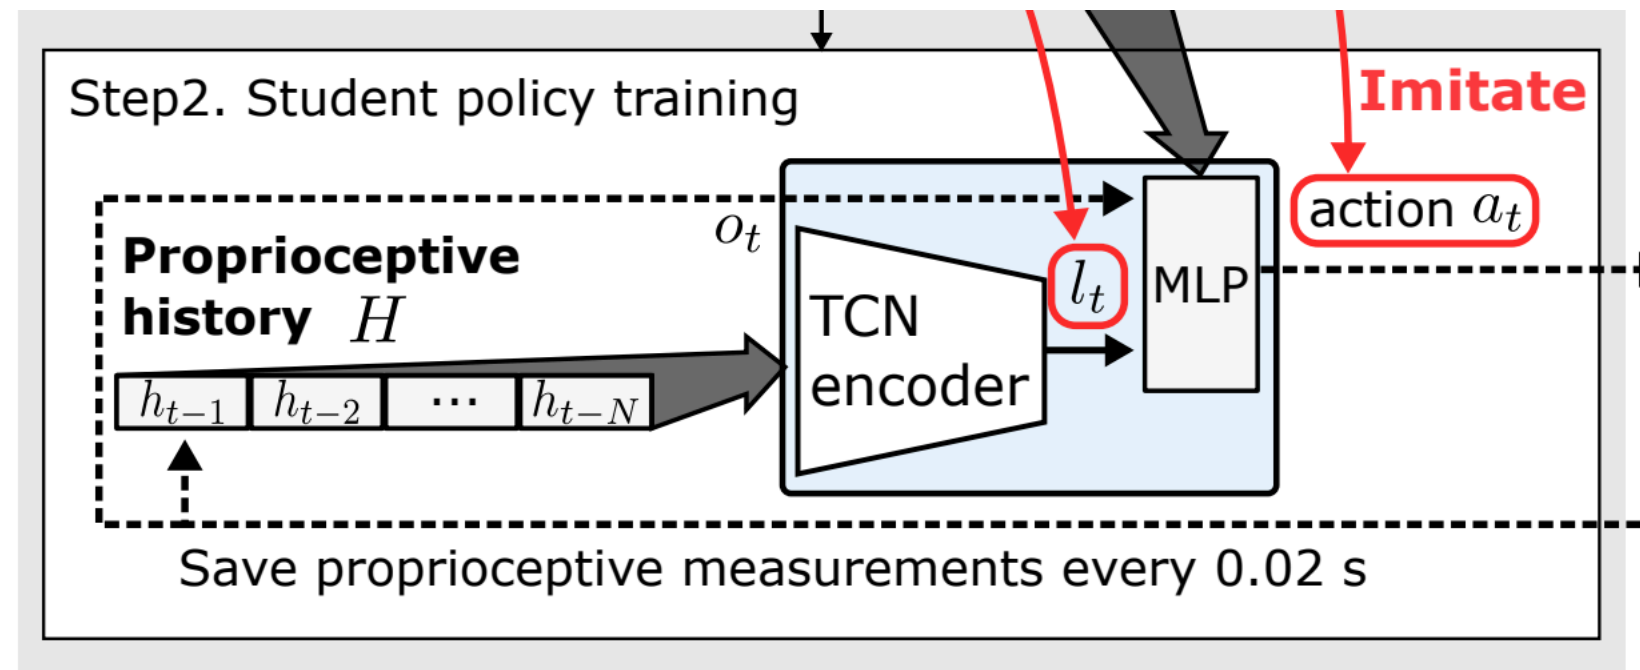 Step2. Student policy training
Imitate
action a_t
o_t
Proprioceptive
history H
l_t
MLP
TCN
encoder
h_{t-1} h_{t-2} ... h_{t-N}
Save proprioceptive measurements every 0.02 s